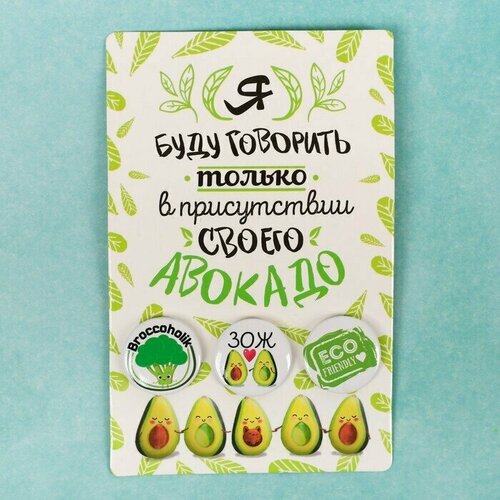 Я
БУДУ ГОВОРИТЬ
ТОЛЬКО
в присутствии
СВОЕГО
АВОКАДО
Broccoholik
ЗОЖ
ECO
FRIENDLY